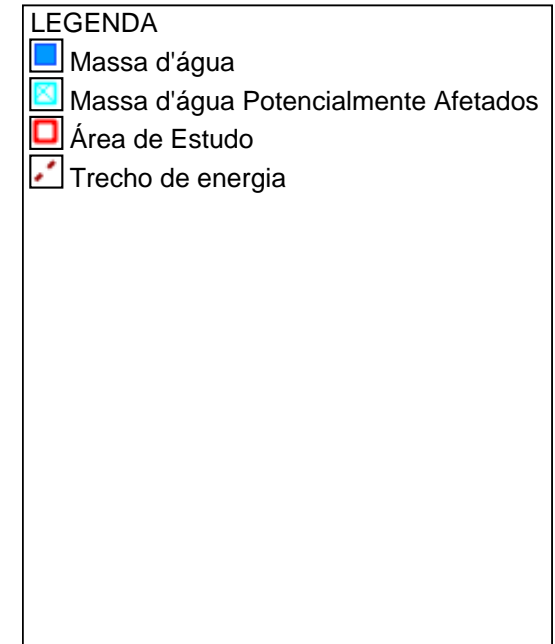 LEGENDA
Massa d'água
Massa d'água Potencialmente Afetados
Área de Estudo
Trecho de energia